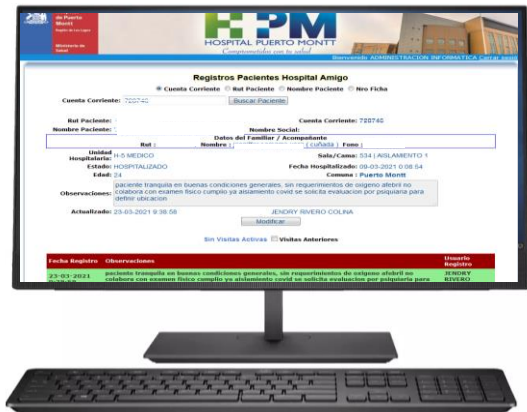 de Puerto
Montt
Ministerio de
Salud
HPM
HOSPITAL PUERTO MONTT
Comprometidos con tu salud
Bienvenido ADMINISTRACION INFORMATICA Cerrar sesió
Registros Pacientes Hospital Amigo
Cuenta Corriente Rut Paciente Nombre Paciente Nro Ficha
Cuenta Corriente: 728746 Buscar Paciente
Rut Paciente: Cuenta Corriente: 728746
Nombre Paciente: Nombre Social:
Datos del Familiar / Acompañante
Rut : Nombre : ( cuñada ) Fono :
Unidad Hospitalaria: H-5 MEDICO Sala/Cama: 534 | AISLAMIENTO 1
Estado: HOSPITALIZADO Fecha Hospitalizado: 09-03-2021 0:08:54
Edad: 24 Comuna : Puerto Montt
Observaciones: paciente tranquila en buenas condiciones generales, sin requerimientos de oxigeno afebril no
colabora con examen fisico cumplio ya aislamiento covid se solicita evaluacion por psiquiaria para
definir ubicacion
Actualizado: 23-03-2021 9:39:58 JENDRY RIVERO COLINA
Modificar
Sin Visitas Activas Visitas Anteriores
Fecha Registro Observaciones Usuario Registro
23-03-2021 paciente tranquila en buenas condiciones generales, sin requerimientos de oxigeno afebril no JENDRY
colabora con examen fisico cumplio ya aislamiento covid se solicita evaluacion por psiquiaria para RIVERO